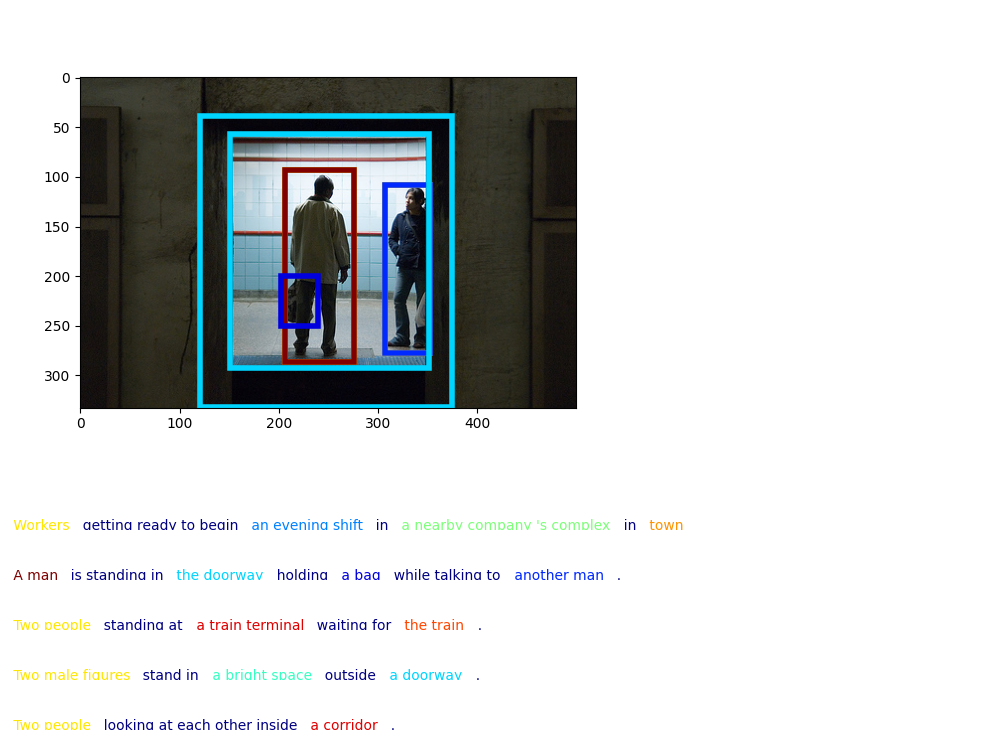 0
50
100
150
200
250
300
0 100 200 300 400
Workers getting ready to begin an evening shift in a nearby company 's complex in town
A man is standing in the doorway holding a bag while talking to another man .
Two people standing at a train terminal waiting for the train .
Two male figures stand in a bright space outside a doorway .
Two people looking at each other inside a corridor .